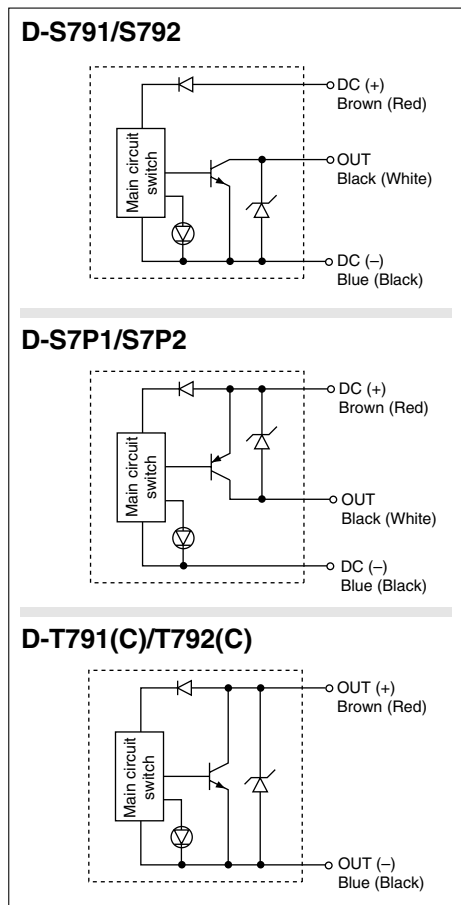 D-S791/S792
DC (+)
Brown (Red)
Main circuit
switch
OUT
Black (White)
DC (–)
Blue (Black)
D-S7P1/S7P2
DC (+)
Brown (Red)
Main circuit
switch
OUT
Black (White)
DC (–)
Blue (Black)
D-T791(C)/T792(C)
OUT (+)
Brown (Red)
Main circuit
switch
OUT (–)
Blue (Black)